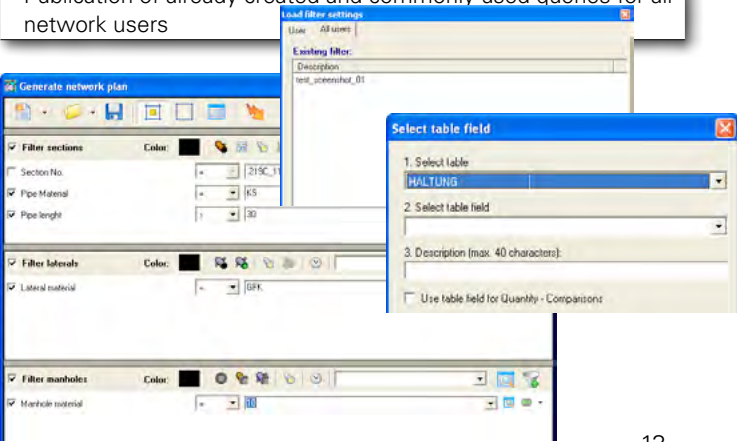 Publication of already created and commonly used queries for all
network users
Load filter settings
User All users
Existing filter:
Description
test_sceenshot_01
Generate network plan
Filter sections Color:
Section No. =
Pipe Material = KS
Pipe lenght > 30
Filter laterals Color:
Lateral material = GFK
Filter manholes Color:
Manhole material =
Select table field
1. Select table
HALTUNG
2. Select table field
3. Description (max. 40 characters):
Use table field for Quantity - Comparisons